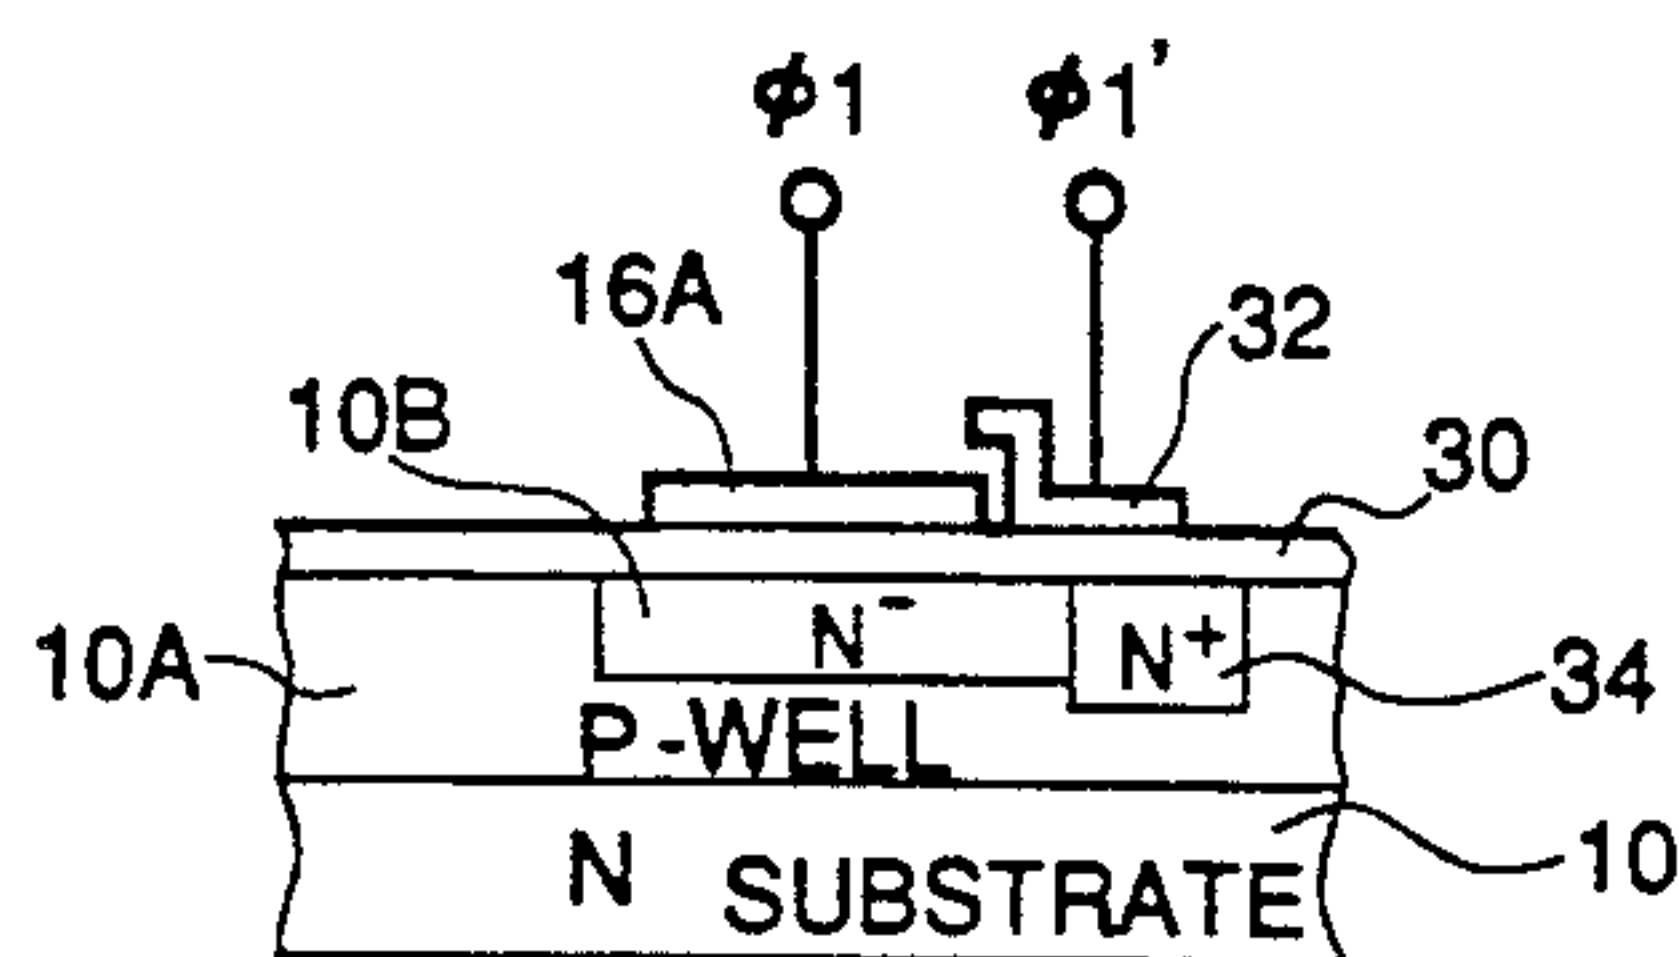 ϕ1 ϕ1’
16A 32
10B 30
N⁻ N⁺
10A 34
P-WELL
N SUBSTRATE 10